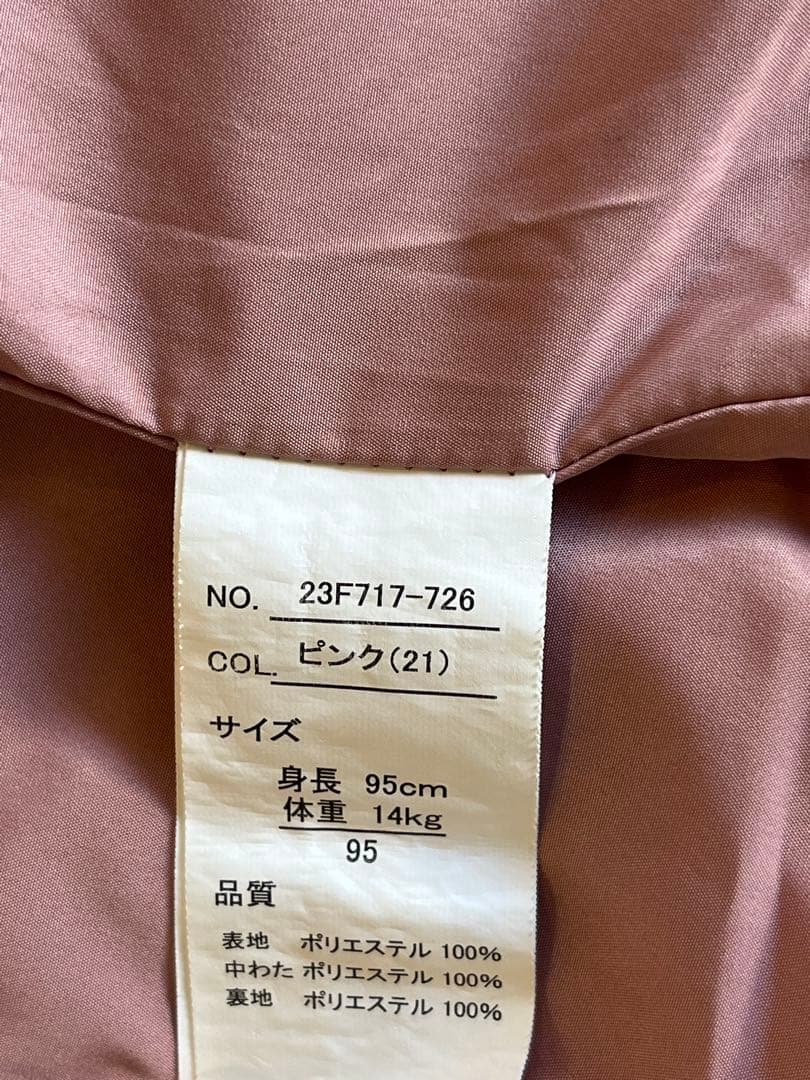 NO. 23F717-726
COL. ピンク(21)
サイズ
身長 95cm
体重 14kg
95
品質
表地 ポリエステル 100%
中わた ポリエステル 100%
裏地 ポリエステル 100%